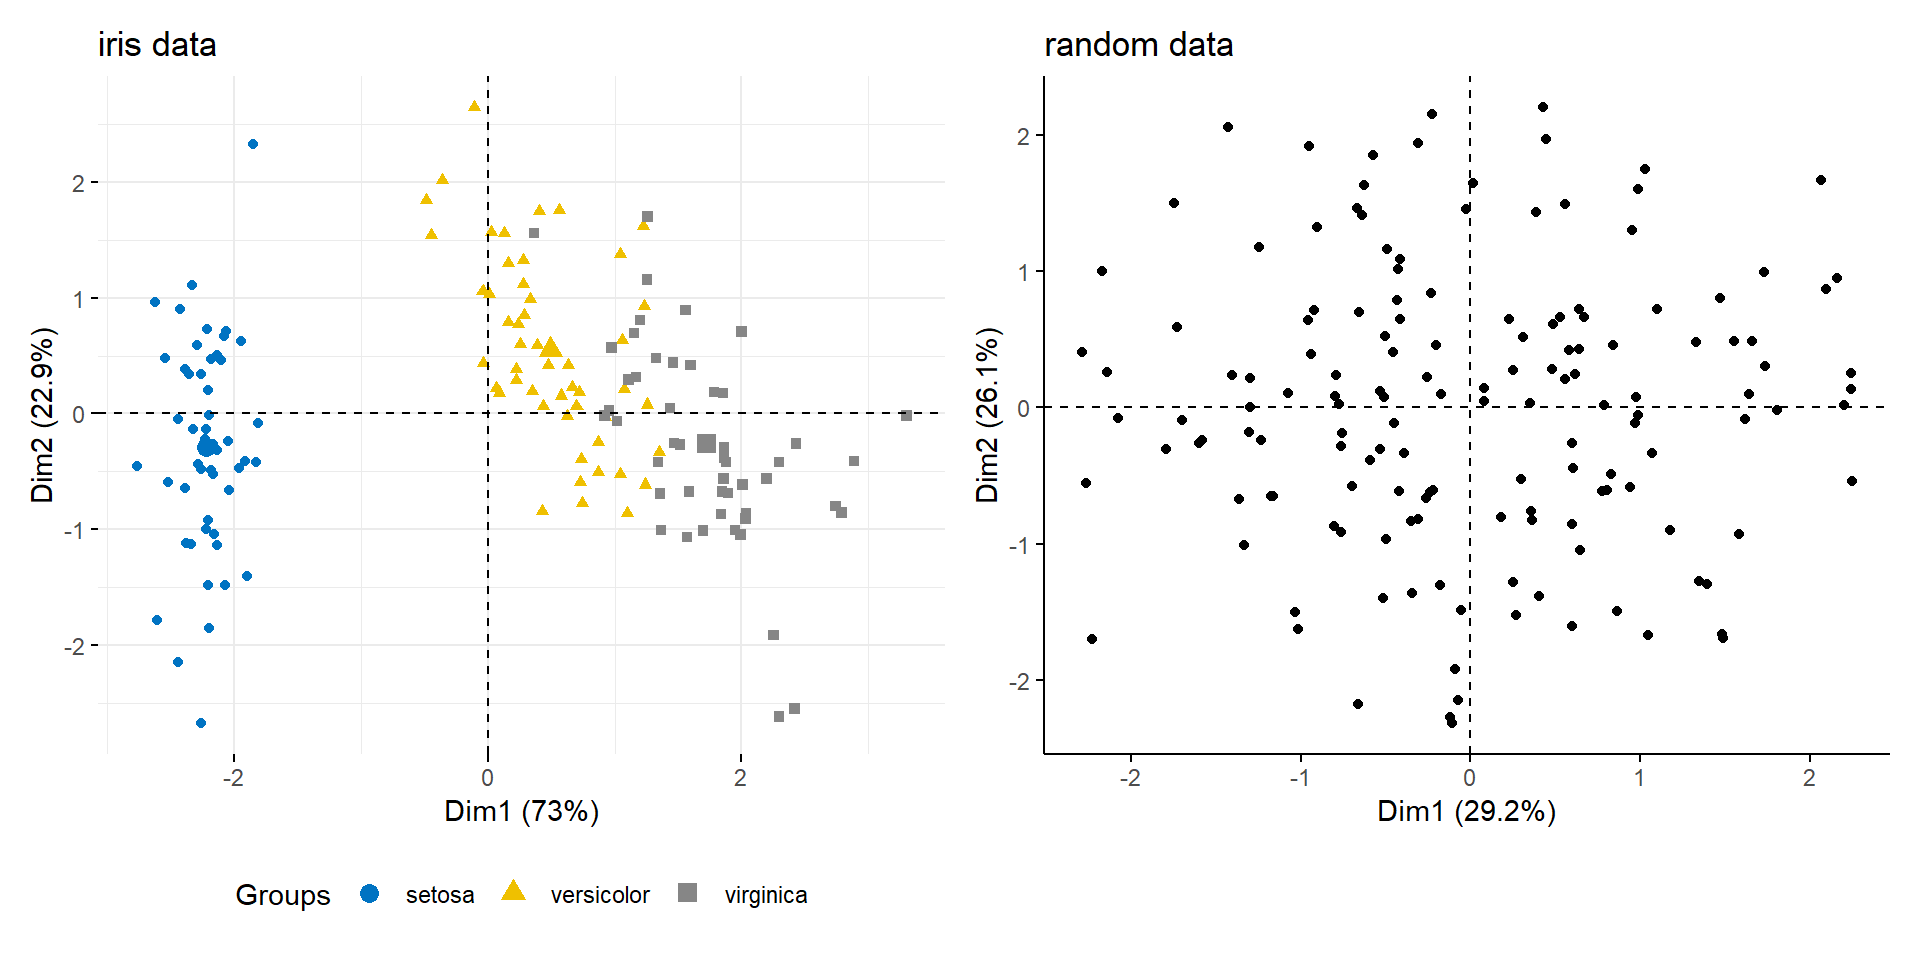 iris data
Dim2 (22.9%)
2
1
0
-1
-2
-2
0
2
Dim1 (73%)
Groups setosa versicolor virginica
random data
Dim2 (26.1%)
2
1
0
-1
-2
-2
-1
0
1
2
Dim1 (29.2%)